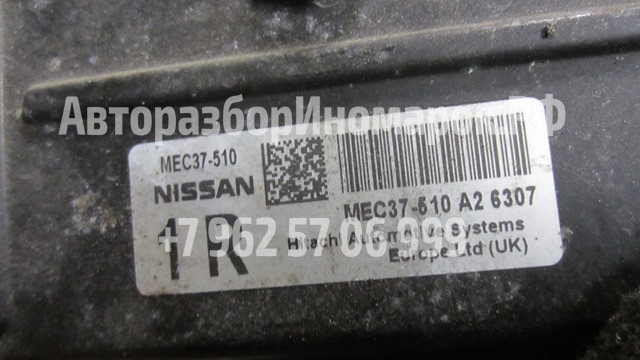 АвторазборИномарок.РФ
MEC37-510
NISSAN
MEC37-510 A2 6307
1R
+7 962 57 06 999
Hitachi Automotive Systems
Europe Ltd (UK)